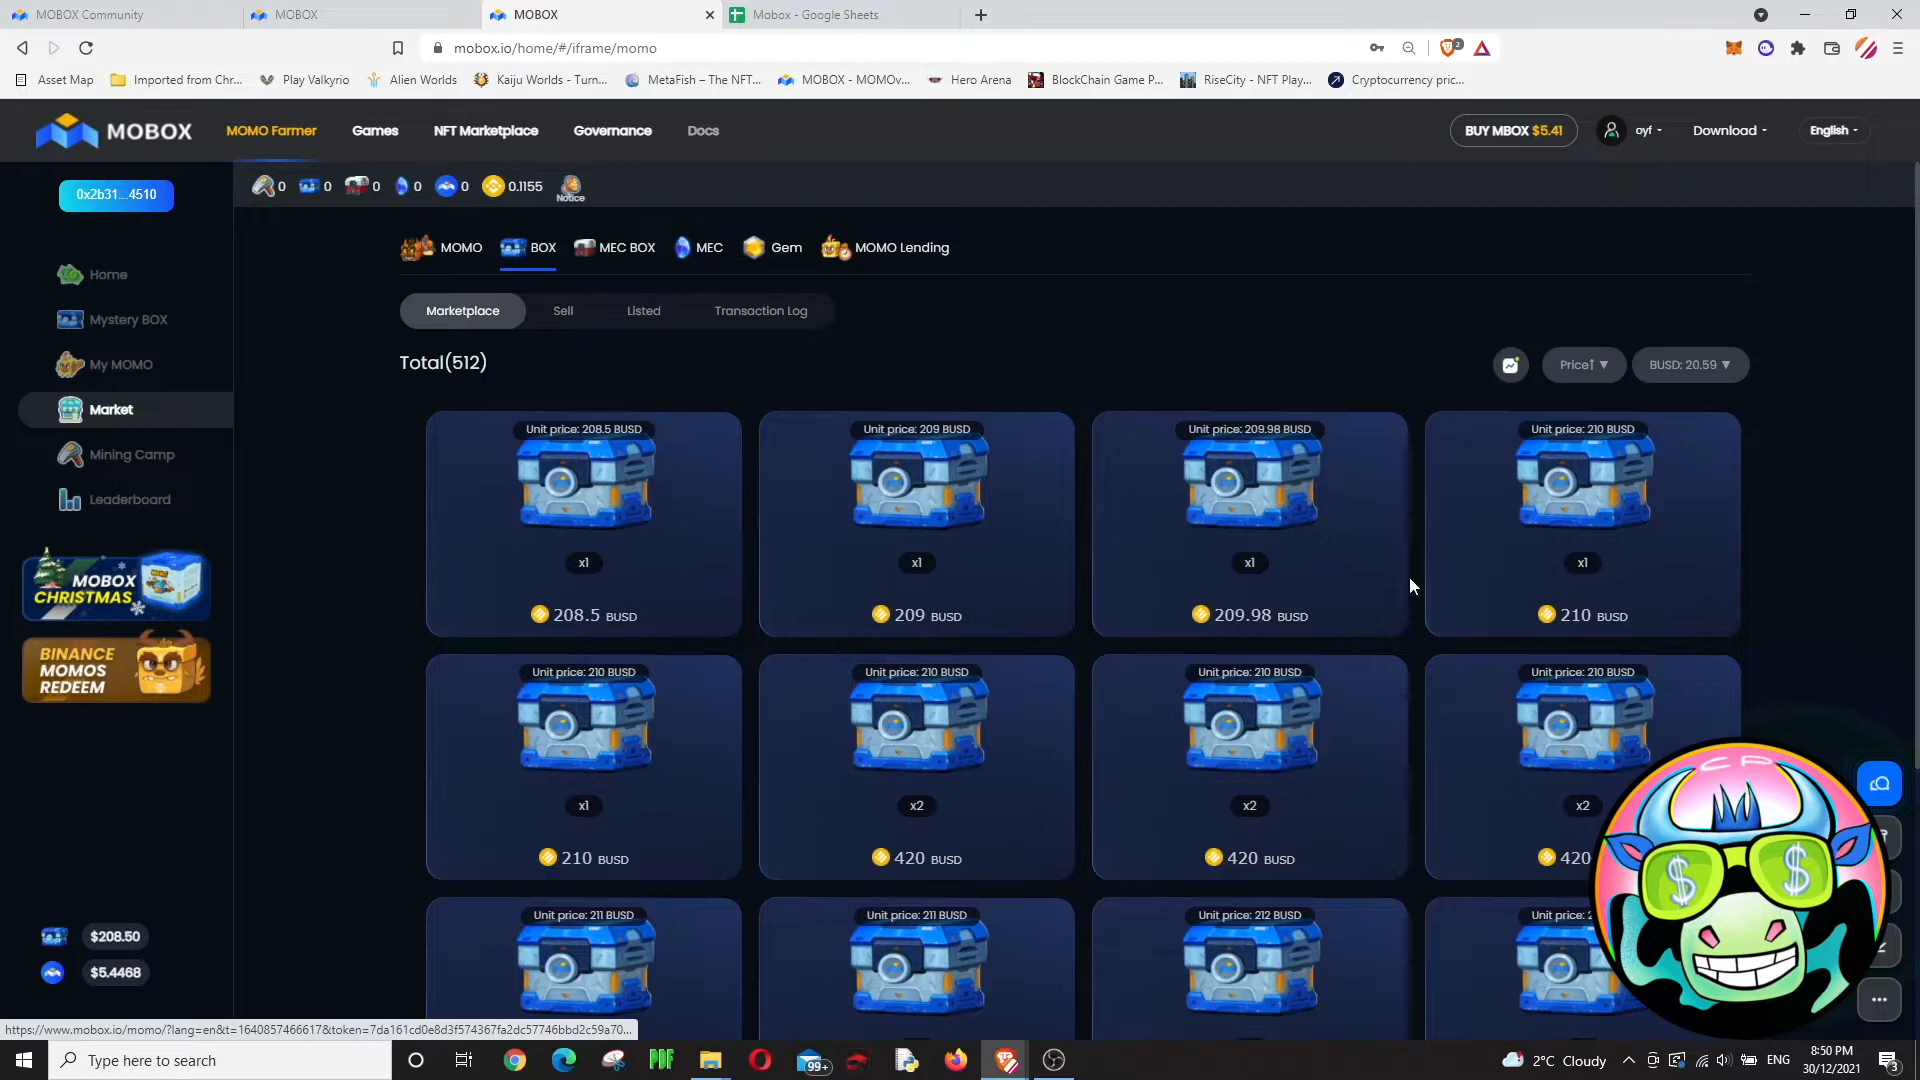 MOBOX Community
MOBOX
MOBOX
Mobox - Google Sheets
mobox.io/home/#/iframe/momo
2
Asset Map
Imported from Chr...
Play Valkyrio
Alien Worlds
Kaiju Worlds - Turn...
MetaFish – The NFT...
MOBOX - MOMOv...
Hero Arena
BlockChain Game P...
RiseCity - NFT Play...
Cryptocurrency pric...
MOBOX
MOMO Farmer
Games
NFT Marketplace
Governance
Docs
BUY MBOX $5.41
oyf
Download
English
0x2b31...4510
0
0
0
0
0
0.1155
Notice
MOMO
BOX
MEC BOX
MEC
Gem
MOMO Lending
Home
Mystery BOX
My MOMO
Market
Mining Camp
Leaderboard
Marketplace
Sell
Listed
Transaction Log
Total(512)
Price↑ ▼
BUSD: 20.59 ▼
Unit price: 208.5 BUSD
x1
208.5 BUSD
Unit price: 209 BUSD
x1
209 BUSD
Unit price: 209.98 BUSD
x1
209.98 BUSD
Unit price: 210 BUSD
x1
210 BUSD
Unit price: 210 BUSD
x1
210 BUSD
Unit price: 210 BUSD
x2
420 BUSD
Unit price: 210 BUSD
x2
420 BUSD
Unit price: 210 BUSD
x2
420
Unit price: 211 BUSD
Unit price: 211 BUSD
Unit price: 212 BUSD
Unit price:
MOBOX
CHRISTMAS
BINANCE
MOMOS
REDEEM
$208.50
$5.4468
CP
$ $
https://www.mobox.io/momo/?lang=en&t=1640857466617&token=7da161cd0e8d3f574367fa2dc57746bbd2c59a70...
Type here to search
99+
2°C Cloudy
ENG
8:50 PM
30/12/2021
3